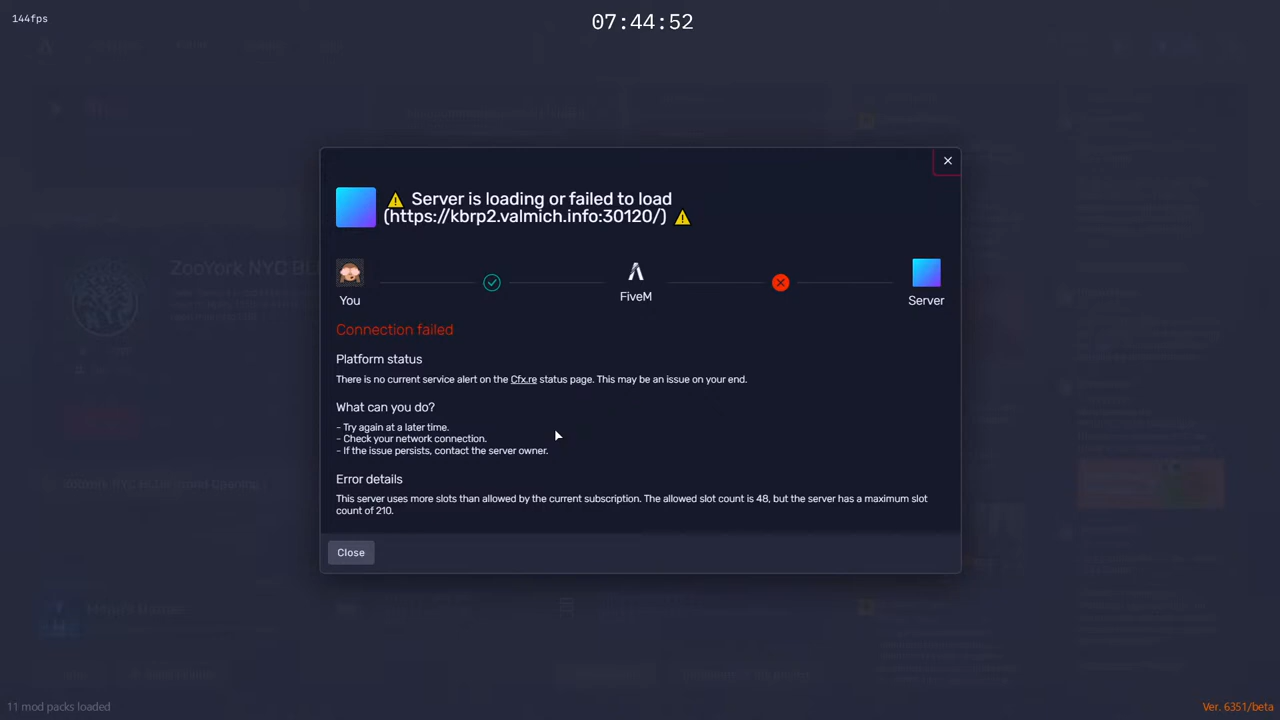 144fps
07:44:52
Server is loading or failed to load
(https://kbrp2.valmich.info:30120/)
You
FiveM
Server
Connection failed
Platform status
There is no current service alert on the Cfx.re status page. This may be an issue on your end.
What can you do?
- Try again at a later time.
- Check your network connection.
- If the issue persists, contact the server owner.
Error details
This server uses more slots than allowed by the current subscription. The allowed slot count is 48, but the server has a maximum slot
count of 210.
Close
ZooYork NYC BL
11 mod packs loaded
Ver. 6351/beta